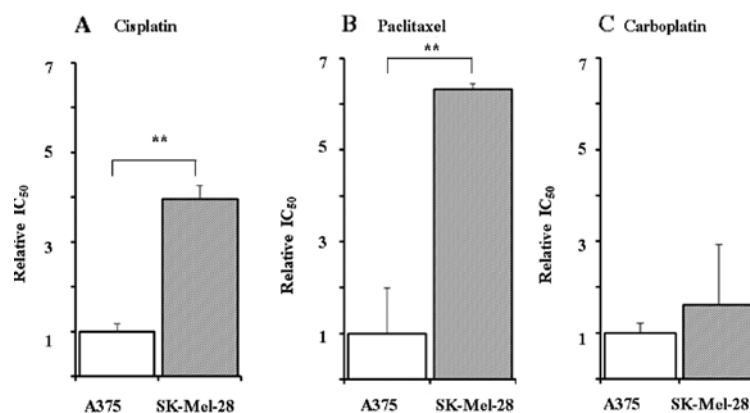 A Cisplatin
7
5
3
1
Relative IC50
**
A375 SK-Mel-28
B Paclitaxel
7
5
3
1
Relative IC50
**
A375 SK-Mel-28
C Carboplatin
7
5
3
1
Relative IC50
A375 SK-Mel-28